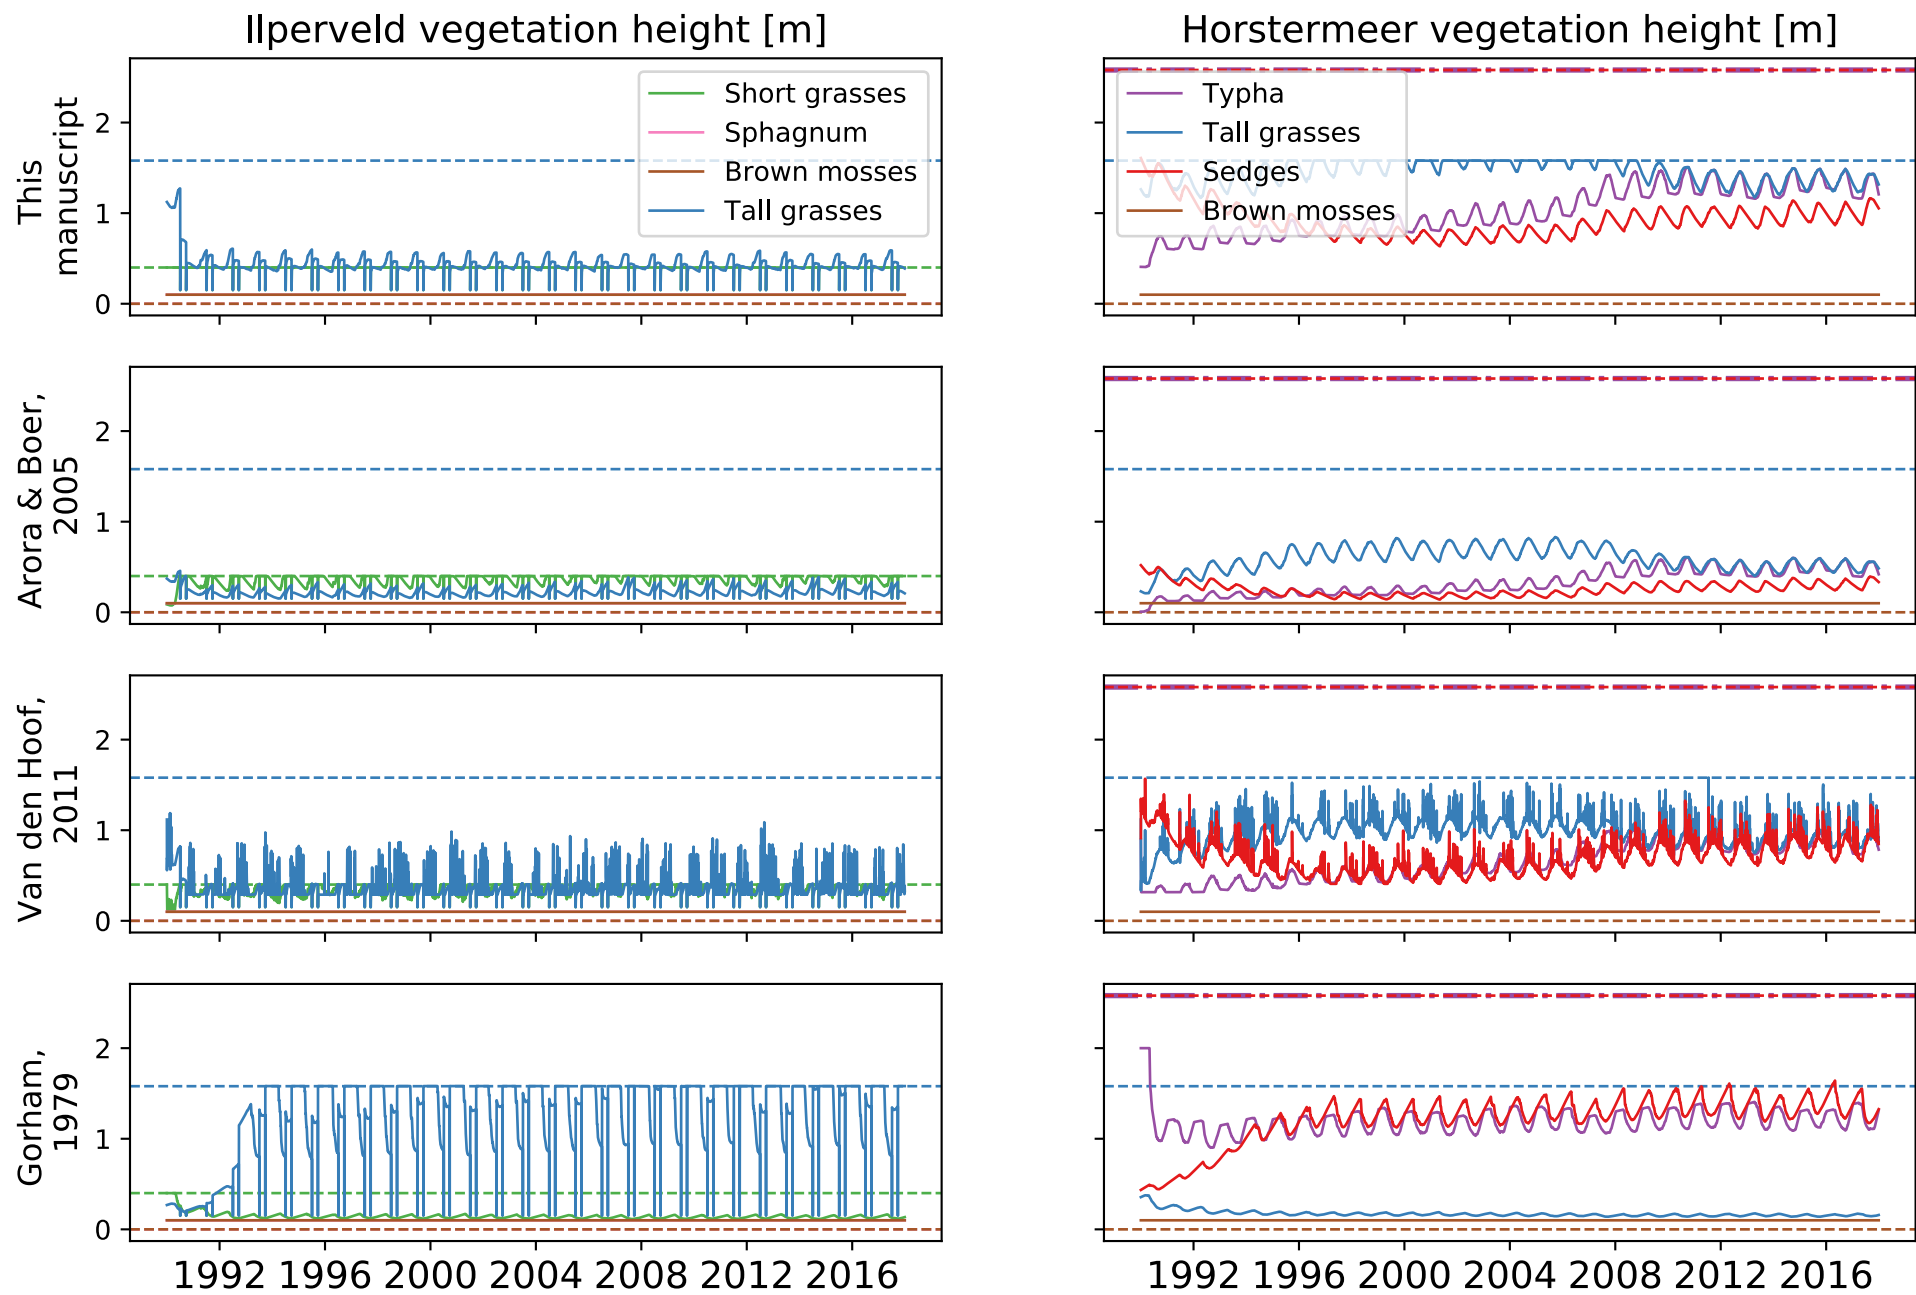 Ilperveld vegetation height [m]
Horstermeer vegetation height [m]
This
manuscript
2
1
0
Short grasses
Sphagnum
Brown mosses
Tall grasses
Typha
Tall grasses
Sedges
Brown mosses
Arora & Boer,
2005
2
1
0
Van den Hoof,
2011
2
1
0
Gorham,
1979
2
1
0
1992 1996 2000 2004 2012 2016 2008
1992 1996 2000 2004 2008 2012 2016